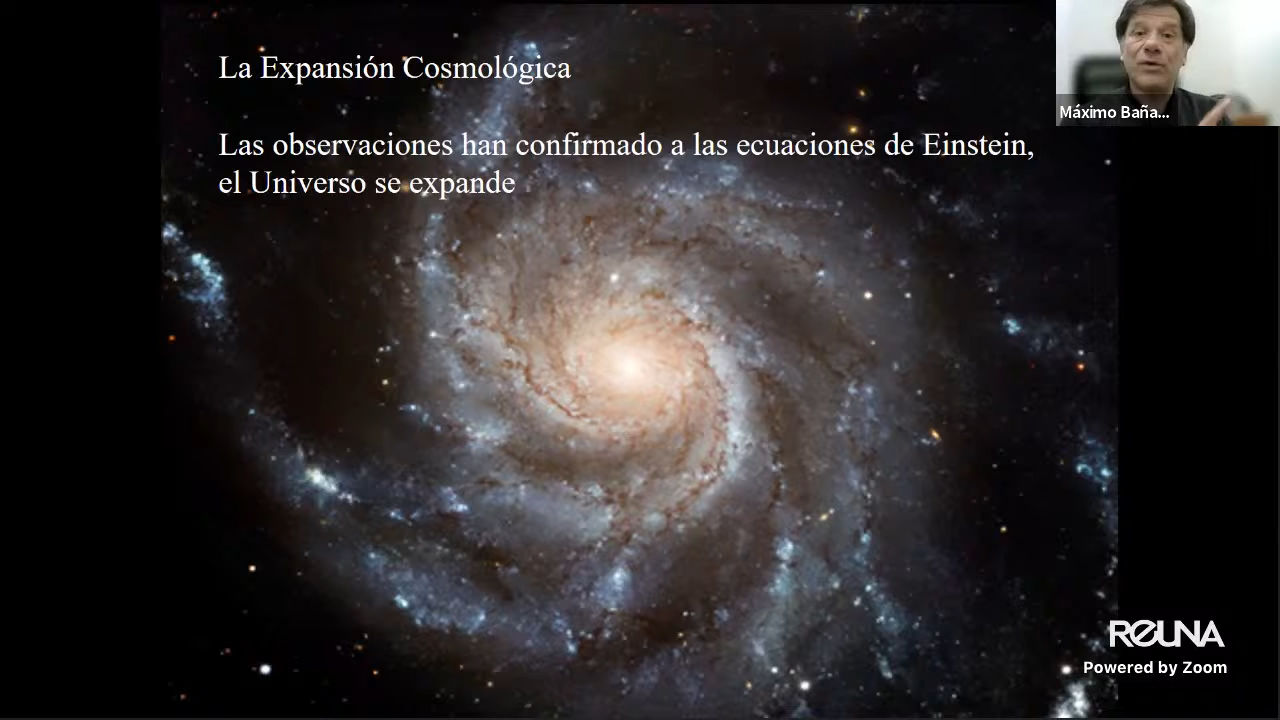 La Expansión Cosmológica
Las observaciones han confirmado a las ecuaciones de Einstein,
el Universo se expande
Máximo Baña...
REUNA
Powered by Zoom